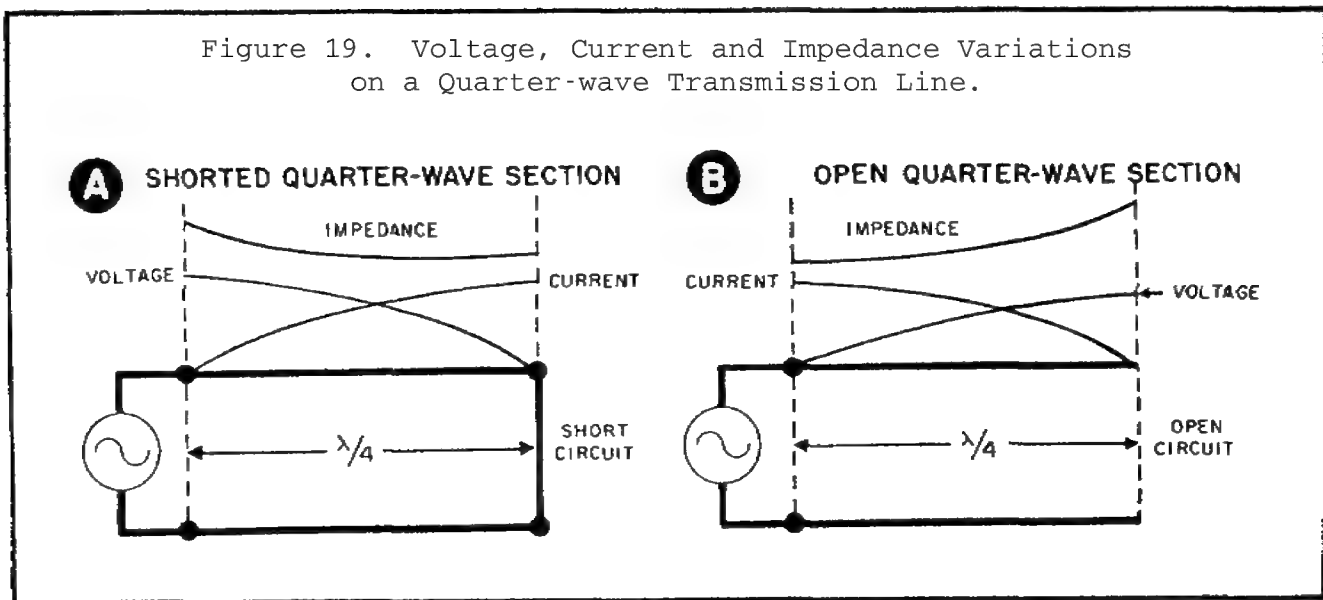 Figure 19. Voltage, Current and Impedance Variations
on a Quarter-wave Transmission Line.
A SHORTED QUARTER-WAVE SECTION
IMPEDANCE
VOLTAGE
CURRENT
λ/4
SHORT
CIRCUIT
B OPEN QUARTER-WAVE SECTION
IMPEDANCE
CURRENT
VOLTAGE
λ/4
OPEN
CIRCUIT